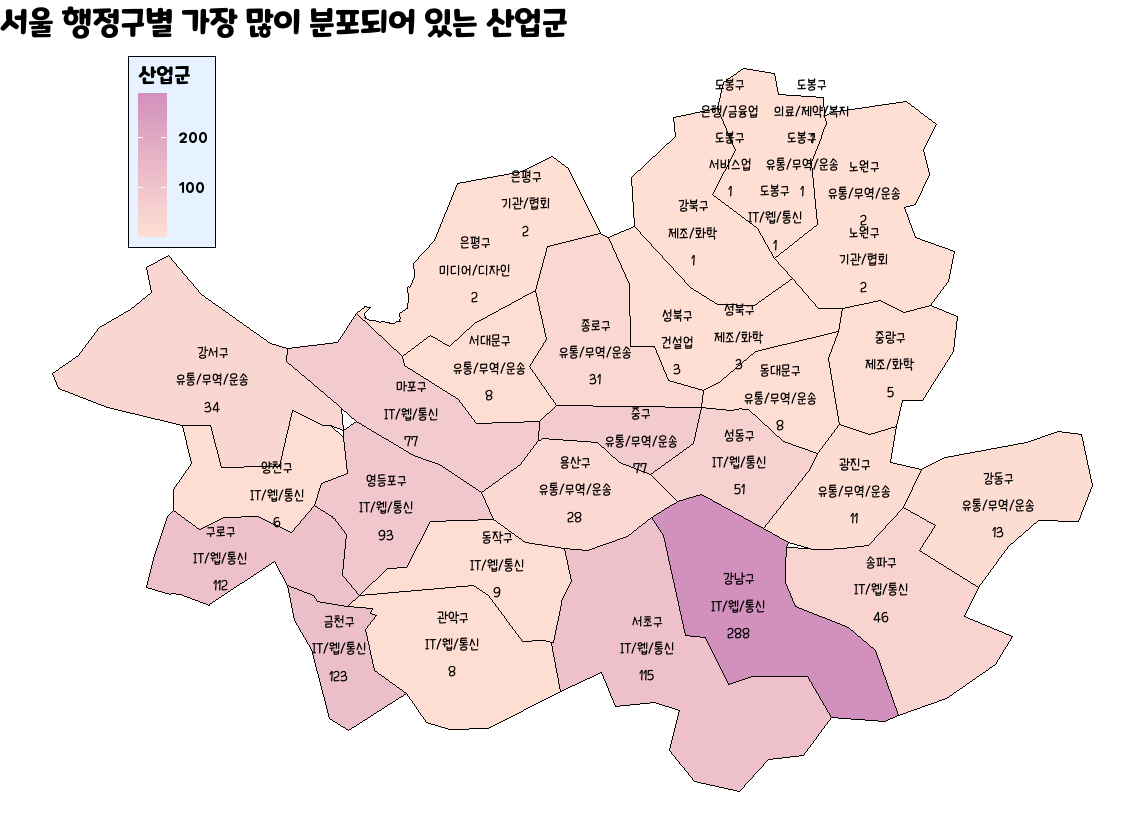 서울 행정구별 가장 많이 분포되어 있는 산업군
산업군
200
100
도봉구
은행/금융업
도봉구
의료/제약/복지
도봉구
서비스업
1
도봉구
유통/무역/운송
1
도봉구
IT/웹/통신
1
노원구
유통/무역/운송
2
노원구
기관/협회
2
은평구
기관/협회
2
은평구
미디어/디자인
2
강북구
제조/화학
1
성북구
건설업
3
성북구
제조/화학
3
종로구
유통/무역/운송
31
서대문구
유통/무역/운송
8
중랑구
제조/화학
5
동대문구
유통/무역/운송
8
강서구
유통/무역/운송
34
마포구
IT/웹/통신
77
중구
유통/무역/운송
77
성동구
IT/웹/통신
51
용산구
유통/무역/운송
28
광진구
유통/무역/운송
11
강동구
유통/무역/운송
13
양천구
IT/웹/통신
6
영등포구
IT/웹/통신
93
구로구
IT/웹/통신
112
동작구
IT/웹/통신
9
송파구
IT/웹/통신
46
강남구
IT/웹/통신
288
금천구
IT/웹/통신
123
관악구
IT/웹/통신
8
서초구
IT/웹/통신
115